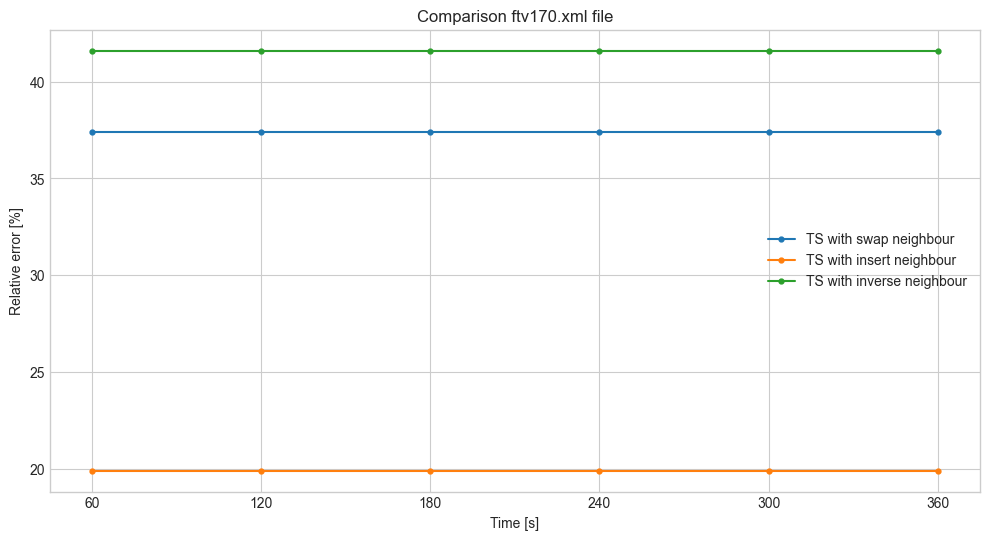 Comparison ftv170.xml file
Relative error [%]
40
35
30
25
20
TS with swap neighbour
TS with insert neighbour
TS with inverse neighbour
60 120 180 240 300 360
Time [s]